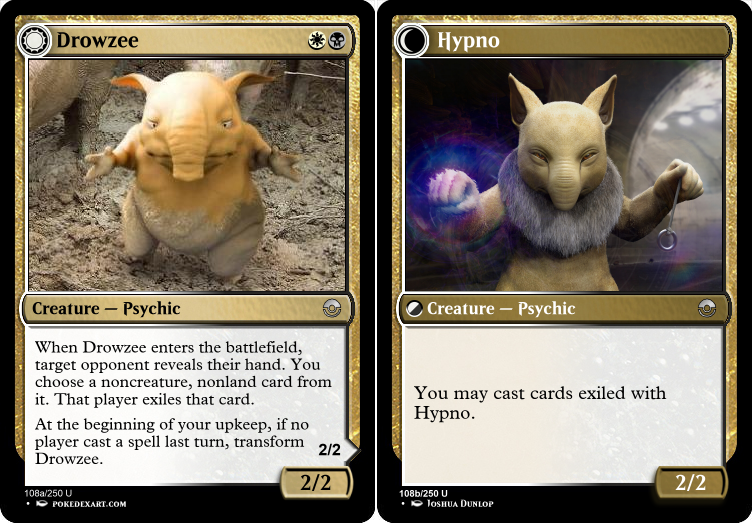 Drowzee
Creature — Psychic
When Drowzee enters the battlefield,
target opponent reveals their hand. You
choose a noncreature, nonland card from
it. That player exiles that card.
At the beginning of your upkeep, if no
player cast a spell last turn, transform
Drowzee.
2/2
2/2
108a/250 U
• POKEDEXART.COM
Hypno
Creature — Psychic
You may cast cards exiled with
Hypno.
2/2
108b/250 U
• JOSHUA DUNLOP